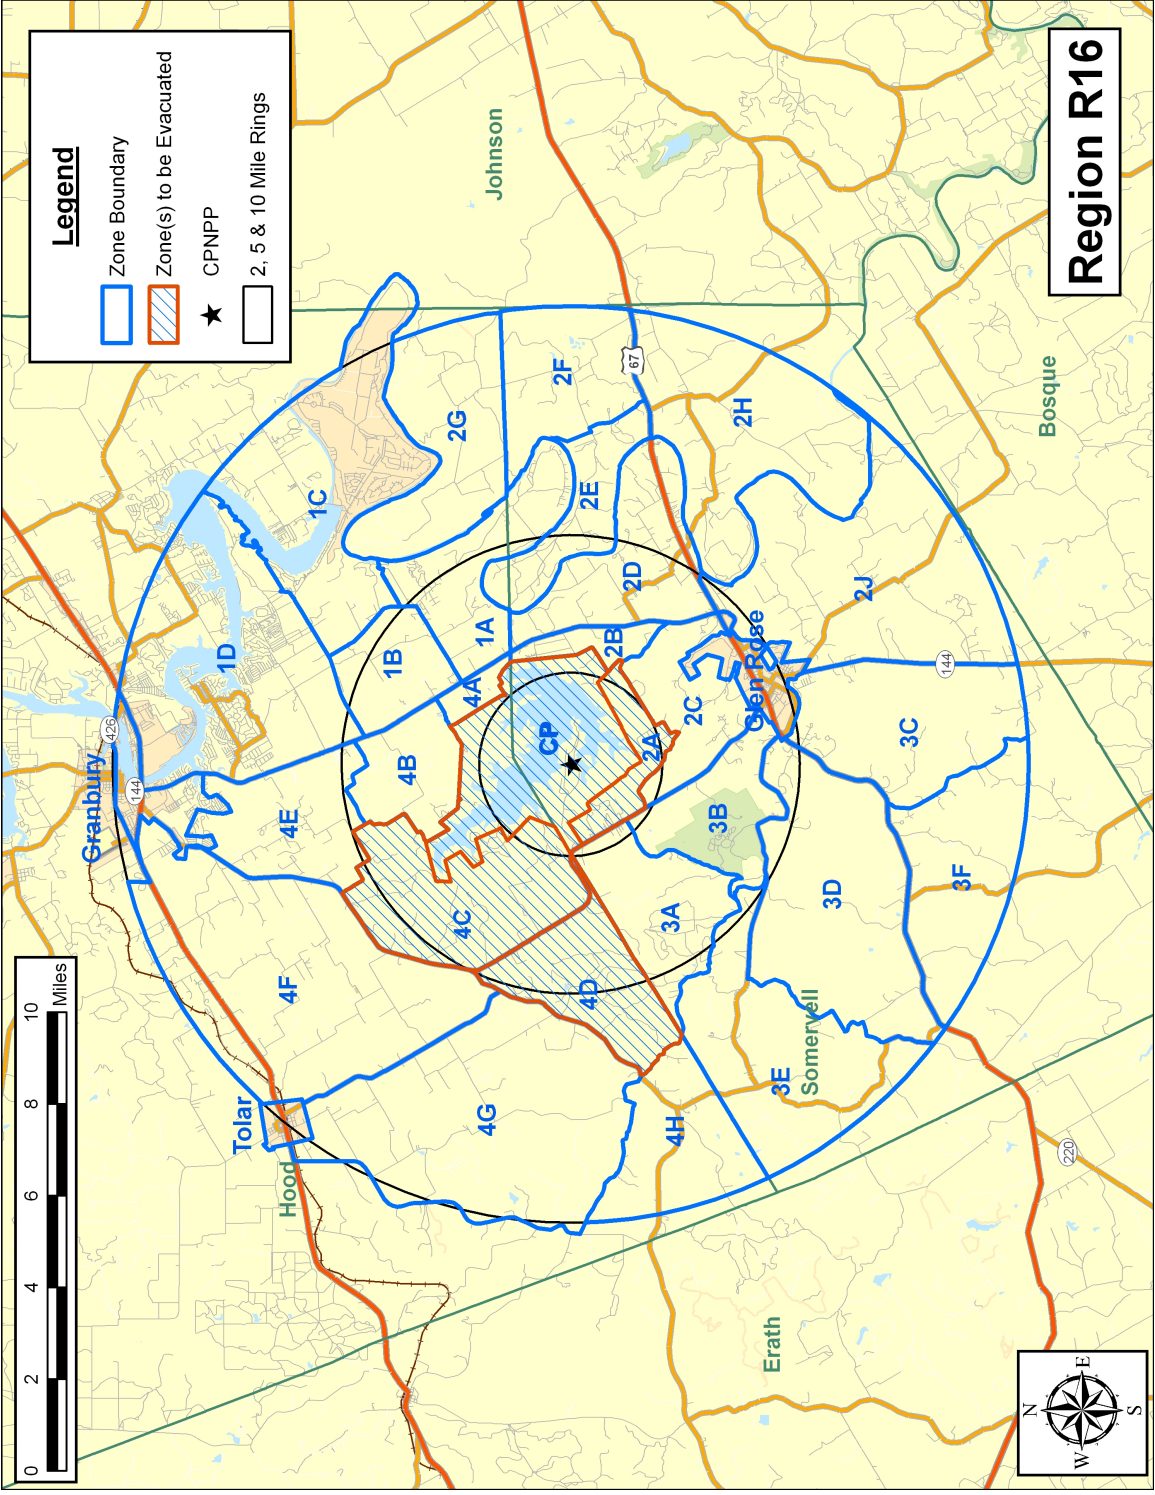 Legend
Zone Boundary
Zone(s) to be Evacuated
CPNPP
2, 5 & 10 Mile Rings
Region R16
0 2 4 6 8 10
Miles
N
W E
S
Granbury
Tolar
Glen Rose
Hood
Johnson
Bosque
Somervell
Erath
426
144
67
144
220
CP
1A
1B
1C
1D
2A
2B
2C
2D
2E
2F
2G
2H
2J
3A
3B
3C
3D
3E
3F
4A
4B
4C
4D
4E
4F
4G
4H